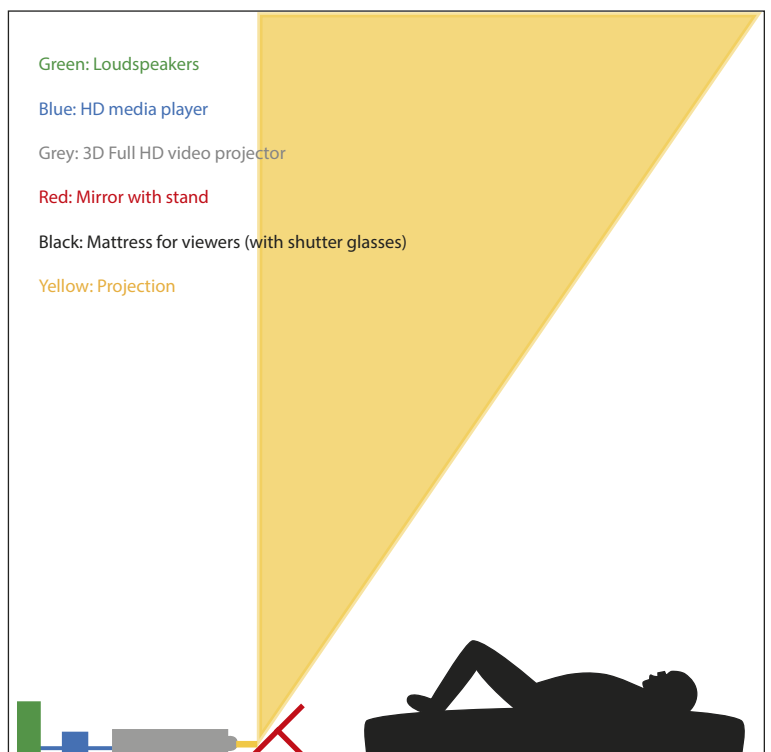 Green: Loudspeakers
Blue: HD media player
Grey: 3D Full HD video projector
Red: Mirror with stand
Black: Mattress for viewers (with shutter glasses)
Yellow: Projection